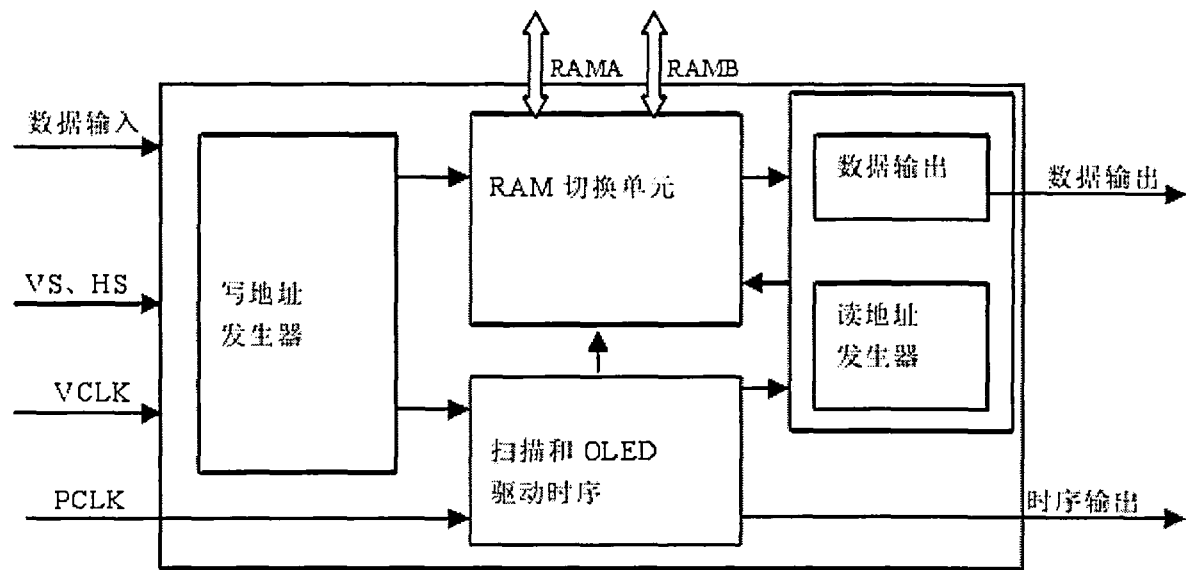 RAMA
RAMB
数据输入
RAM 切换单元
数据输出
数据输出
VS、HS
写地址
发生器
读地址
发生器
VCLK
扫描和 OLED
驱动时序
PCLK
时序输出